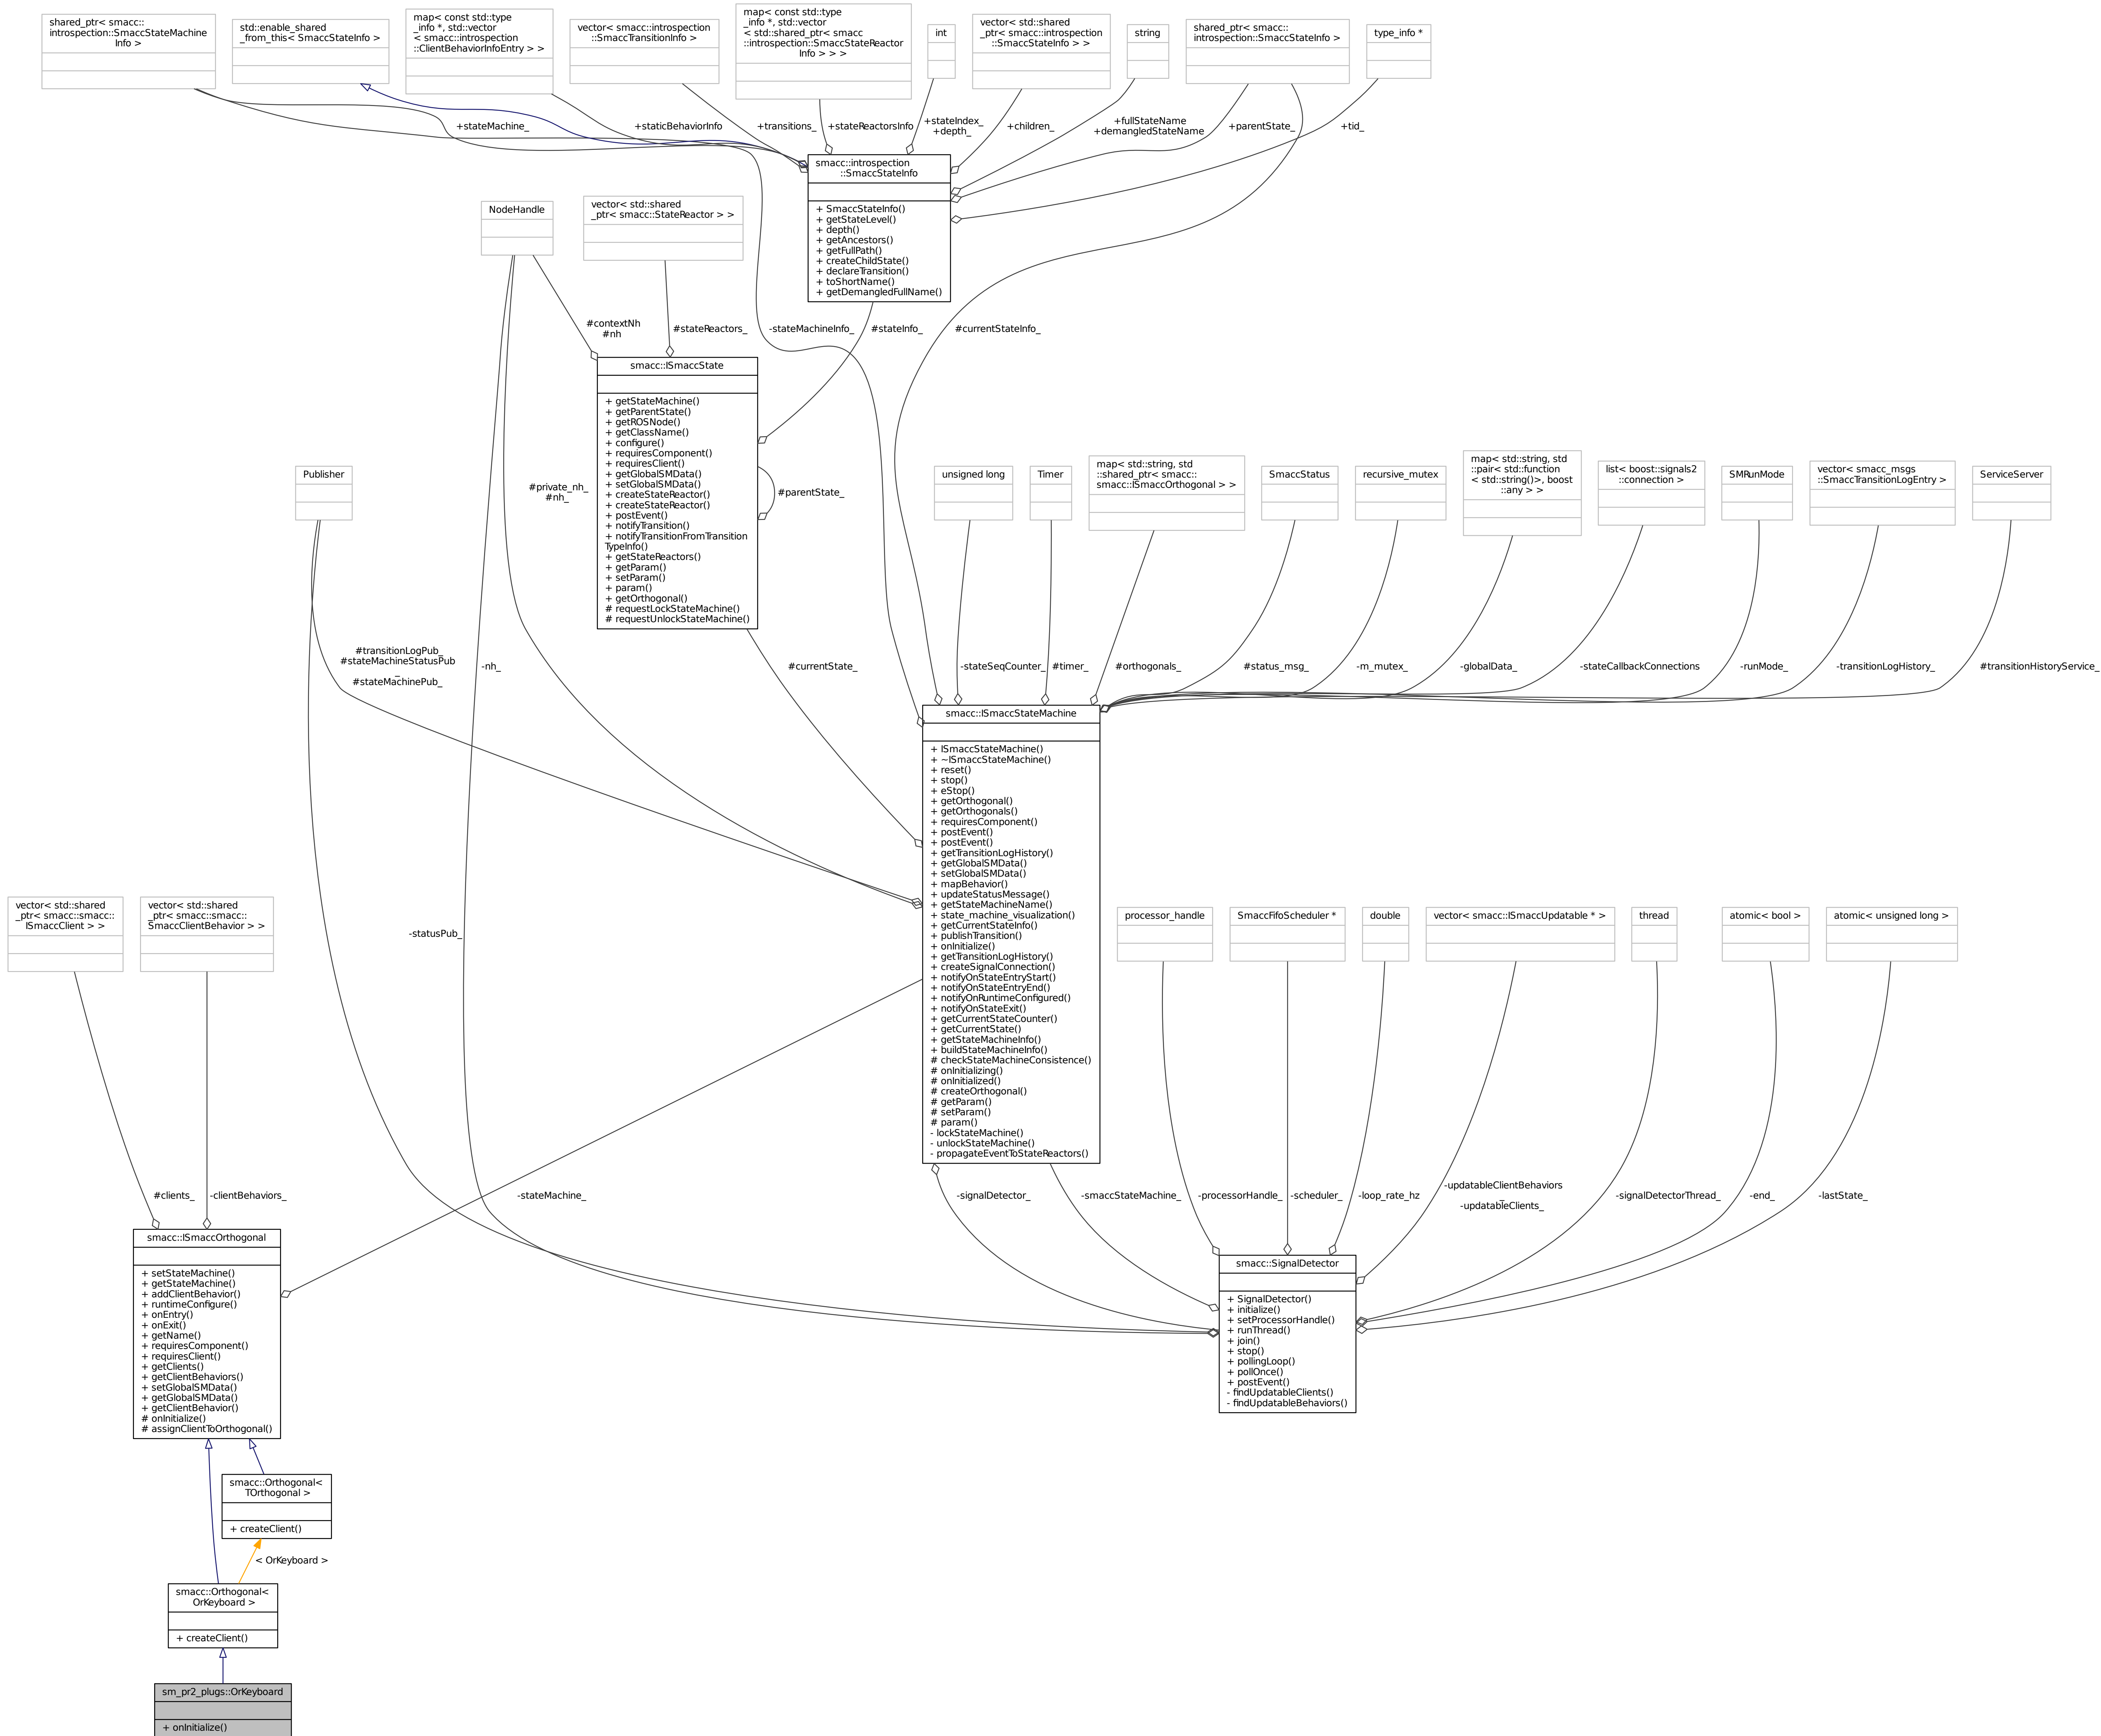 shared_ptr< smacc::
introspection::SmaccStateMachine
Info >
std::enable_shared
_from_this< SmaccStateInfo >
map< const std::type
_info *, std::vector
< smacc::introspection
::ClientBehaviorInfoEntry > >
vector< smacc::introspection
::SmaccTransitionInfo >
map< const std::type
_info *, std::vector
< std::shared_ptr< smacc
::introspection::SmaccStateReactor
Info > > >
int
vector< std::shared
_ptr< smacc::introspection
::SmaccStateInfo > >
string
shared_ptr< smacc::
introspection::SmaccStateInfo >
type_info *
+stateMachine_
+staticBehaviorInfo
+transitions_
+stateReactorsInfo
+stateIndex_
+depth_
+children_
+fullStateName
+demangledStateName
+parentState_
+tid_
smacc::introspection
::SmaccStateInfo
+ SmaccStateInfo()
+ getStateLevel()
+ depth()
+ getAncestors()
+ getFullPath()
+ createChildState()
+ declareTransition()
+ toShortName()
+ getDemangledFullName()
NodeHandle
vector< std::shared
_ptr< smacc::StateReactor > >
#contextNh
#nh
#stateReactors_
-stateMachineInfo_
#stateInfo_
#currentStateInfo_
smacc::ISmaccState
+ getStateMachine()
+ getParentState()
+ getROSNode()
+ getClassName()
+ configure()
+ requiresComponent()
+ requiresClient()
+ getGlobalSMData()
+ setGlobalSMData()
+ createStateReactor()
+ createStateReactor()
+ postEvent()
+ notifyTransition()
+ notifyTransitionFromTransition
TypeInfo()
+ getStateReactors()
+ getParam()
+ setParam()
+ param()
+ getOrthogonal()
# requestLockStateMachine()
# requestUnlockStateMachine()
#parentState_
Publisher
#private_nh_
#nh_
unsigned long
Timer
map< std::string, std
::shared_ptr< smacc::
smacc::ISmaccOrthogonal > >
SmaccStatus
recursive_mutex
map< std::string, std
::pair< std::function
< std::string()>, boost
::any > >
list< boost::signals2
::connection >
SMRunMode
vector< smacc_msgs
::SmaccTransitionLogEntry >
ServiceServer
#transitionLogPub_
#stateMachineStatusPub
_
#stateMachinePub_
-nh_
#currentState_
-stateSeqCounter_
#timer_
#orthogonals_
#status_msg_
-m_mutex_
-globalData_
-stateCallbackConnections
-runMode_
-transitionLogHistory_
#transitionHistoryService_
smacc::ISmaccStateMachine
+ ISmaccStateMachine()
+ ~ISmaccStateMachine()
+ reset()
+ stop()
+ eStop()
+ getOrthogonal()
+ getOrthogonals()
+ requiresComponent()
+ postEvent()
+ postEvent()
+ getTransitionLogHistory()
+ getGlobalSMData()
+ setGlobalSMData()
+ mapBehavior()
+ updateStatusMessage()
+ getStateMachineName()
+ state_machine_visualization()
+ getCurrentStateInfo()
+ publishTransition()
+ onInitialize()
+ getTransitionLogHistory()
+ createSignalConnection()
+ notifyOnStateEntryStart()
+ notifyOnStateEntryEnd()
+ notifyOnRuntimeConfigured()
+ notifyOnStateExit()
+ getCurrentStateCounter()
+ getCurrentState()
+ getStateMachineInfo()
+ buildStateMachineInfo()
# checkStateMachineConsistence()
# onInitializing()
# onInitialized()
# createOrthogonal()
# getParam()
# setParam()
# param()
- lockStateMachine()
- unlockStateMachine()
- propagateEventToStateReactors()
vector< std::shared
_ptr< smacc::smacc::
ISmaccClient > >
vector< std::shared
_ptr< smacc::smacc::
SmaccClientBehavior > >
-statusPub_
processor_handle
SmaccFifoScheduler *
double
vector< smacc::ISmaccUpdatable * >
thread
atomic< bool >
atomic< unsigned long >
#clients_
-clientBehaviors_
-stateMachine_
-signalDetector_
-smaccStateMachine_
-processorHandle_
-scheduler_
-loop_rate_hz
-updatableClientBehaviors
_
-updatableClients_
-signalDetectorThread_
-end_
-lastState_
smacc::ISmaccOrthogonal
+ setStateMachine()
+ getStateMachine()
+ addClientBehavior()
+ runtimeConfigure()
+ onEntry()
+ onExit()
+ getName()
+ requiresComponent()
+ requiresClient()
+ getClients()
+ getClientBehaviors()
+ setGlobalSMData()
+ getGlobalSMData()
+ getClientBehavior()
# onInitialize()
# assignClientToOrthogonal()
smacc::SignalDetector
+ SignalDetector()
+ initialize()
+ setProcessorHandle()
+ runThread()
+ join()
+ stop()
+ pollingLoop()
+ pollOnce()
+ postEvent()
- findUpdatableClients()
- findUpdatableBehaviors()
smacc::Orthogonal<
TOrthogonal >
+ createClient()
< OrKeyboard >
smacc::Orthogonal<
OrKeyboard >
+ createClient()
sm_pr2_plugs::OrKeyboard
+ onInitialize()